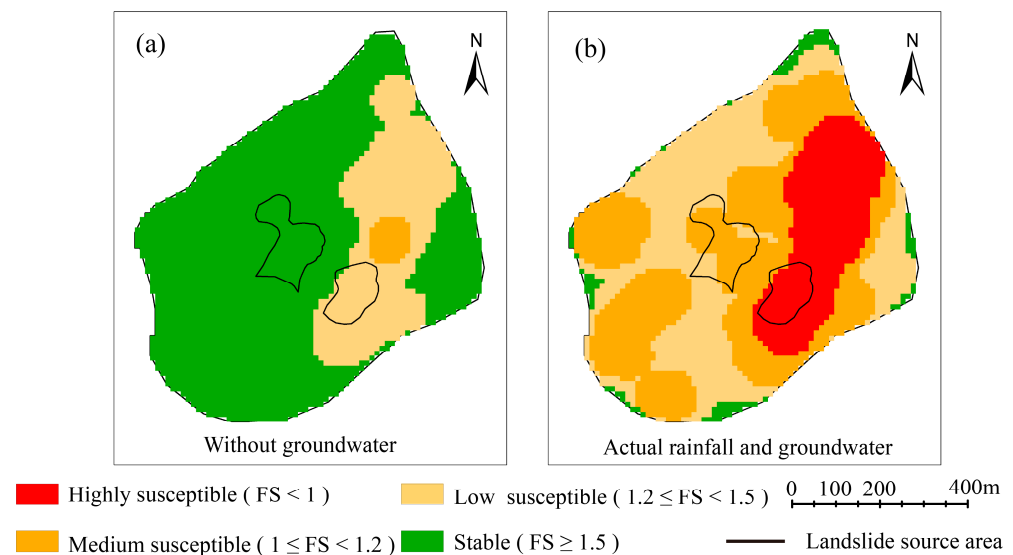 (a)
N
Without groundwater
(b)
N
Actual rainfall and groundwater
Highly susceptible ( FS < 1 )
Low susceptible ( 1.2 ≤ FS < 1.5 )
0 100 200 400m
Medium susceptible ( 1 ≤ FS < 1.2 )
Stable ( FS ≥ 1.5 )
Landslide source area